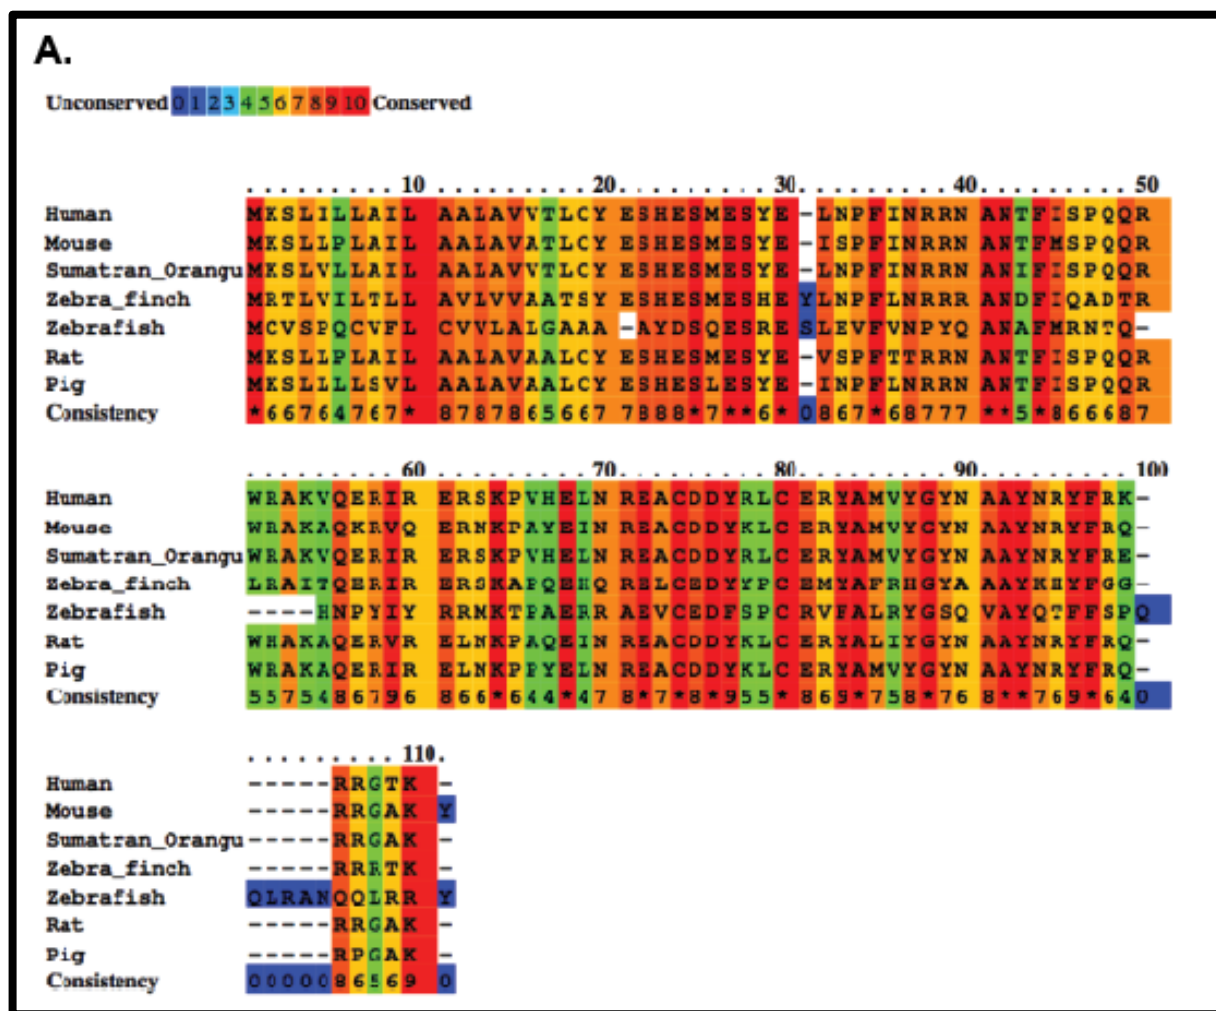 A.
Unconserved 0 1 2 3 4 5 6 7 8 9 10 Conserved
. . . . . . . . . 10 . . . . . . . . . 20 . . . . . . . . . 30 . . . . . . . . . 40 . . . . . . . . . 50
Human MKSLILLAIL AALAVVTLCY ESHESMESYE -LNPFINRRN ANTFISPQQR
Mouse MKSLLPLAIL AALAVATLCY ESHESMESYE -ISPFINRRN ANTFMSPQQR
Sumatran_Orangu MKSLVLLAIL AALAVVTLCY ESHESMESYE -LNPFINRRN ANIFISPQQR
Zebra_finch MRTLVILTLL AVLVVAATSY ESHESMESHE YLNPFLNRRR ANDFIQADTR
Zebrafish MCVSPQCVFL CVVLALGAAA -AYDSQESRE SLEVFVNPYQ ANAFMRNTQ-
Rat MKSLLPLAIL AALAVAALCY ESHESMESYE -VSPFTTRRN ANTFISPQQR
Pig MKSLLLLSVL AALAVAALCY ESHESLESYE -INPFLNRRN ANTFISPQQR
Consistency *66764767* 8787865667 7888*7**6* 0867*68777 **5*866687
. . . . . . . . . 60 . . . . . . . . . 70 . . . . . . . . . 80 . . . . . . . . . 90 . . . . . . . . . 100
Human WRAKVQERIR ERSKPVHELN REACDDYRLC ERYAMVYGYN AAYNRYFRK-
Mouse WRAKAQKRVQ ERNKPAYEIN REACDDYKLC ERYAMVYGYN AAYNRYFRQ-
Sumatran_Orangu WRAKVQERIR ERSKPVHELN REACDDYRLC ERYAMVYGYN AAYNRYFRE-
Zebra_finch LRAITQERIR ERSKAPQEHQ RELCEDYYPC EMYAFRHGYA AAYKHYFGG-
Zebrafish ----HNPYIY RRMKTPAERR AEVCEDFSPC RVFALRYGSQ VAYQTFFSPQ
Rat WHAKAQERVR ELNKPAQEIN REACDDYKLC ERYALIYGYN AAYNRYFRQ-
Pig WRAKAQERIR ELNKPPYELN REACDDYKLC ERYAMVYGYN AAYNRYFRQ-
Consistency 5575486796 866*644*47 8*7*8*955* 869*758*76 8**769*640
. . . . . . . . . 110 .
Human -----RRGTK -
Mouse -----RRGAK Y
Sumatran_Orangu -----RRGAK -
Zebra_finch -----RRRTK -
Zebrafish QLRANQQLRR Y
Rat -----RRGAK -
Pig -----RPGAK -
Consistency 0000086569 0